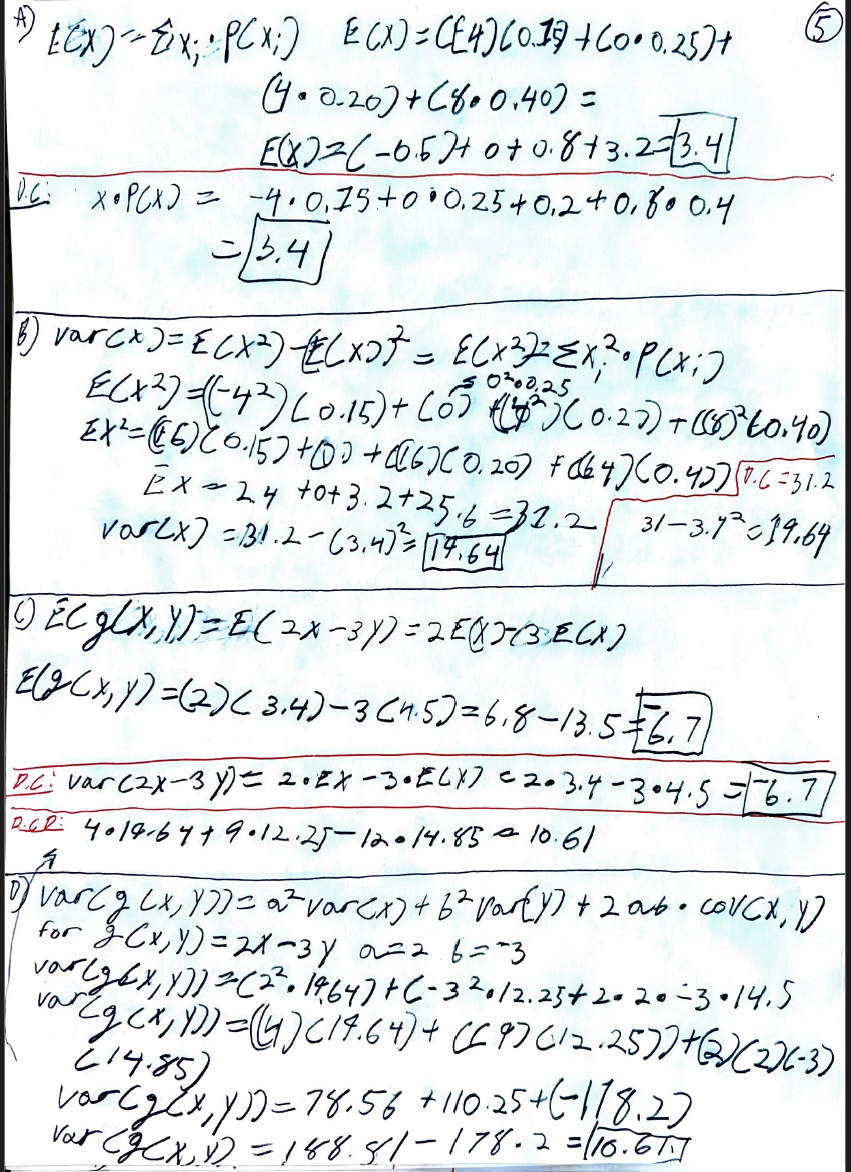 5
A) E(X) = Σx_i · P(x_i) E(X) = ((-4)(0.15) + (0 · 0.25) +
(4 · 0.20) + (8 · 0.40) =
E(X) = (-0.6) + 0 + 0.8 + 3.2 = 3.4
D.C: x · P(X) = -4 · 0.15 + 0 · 0.25 + 0.2 + 0.8 · 0.4
= 3.4
B) var(x) = E(X²) - (E(X))² = E(X²) = Σx_i² · P(x_i)
= 0² · 0.25
E(X²) = ((-4²)(0.15) + (0) + ((4²)(0.20) + ((8)²(0.40)
EX² = (16)(0.15) + (0) + ((16)(0.20) + ((64)(0.40)) D.C = 31.2
EX = 2.4 + 0 + 3.2 + 25.6 = 31.2
31 - 3.4² = 19.64
var(X) = 31.2 - (3.4)² = 19.64
C) E(g(X,Y)) = E(2X - 3Y) = 2E(X) - (3E(X)
E(g(X,Y) = (2)(3.4) - 3(4.5) = 6.8 - 13.5 = -6.7
D.C: var(2X - 3Y) = 2 · EX - 3 · E(X) = 2 · 3.4 - 3 · 4.5 = -6.7
D.C D: 4 · 19.64 + 9 · 12.25 - 12 · 14.85 = 10.61
D) Var(g(X,Y)) = a² var(X) + b² Var(Y) + 2ab · cov(X,Y)
for g(X,Y) = 2X - 3Y a = 2 b = -3
var(g(X,Y)) = (2² · 19.64) + (-3² · 12.25 + 2 · 2 · -3 · 14.5
var(g(X,Y)) = ((4)(19.64) + ((9)(12.25)) + (2)(2)(-3)
(14.85)
var(g(X,Y)) = 78.56 + 110.25 + (-178.2)
Var(g(X,Y) = 188.81 - 178.2 = 10.61